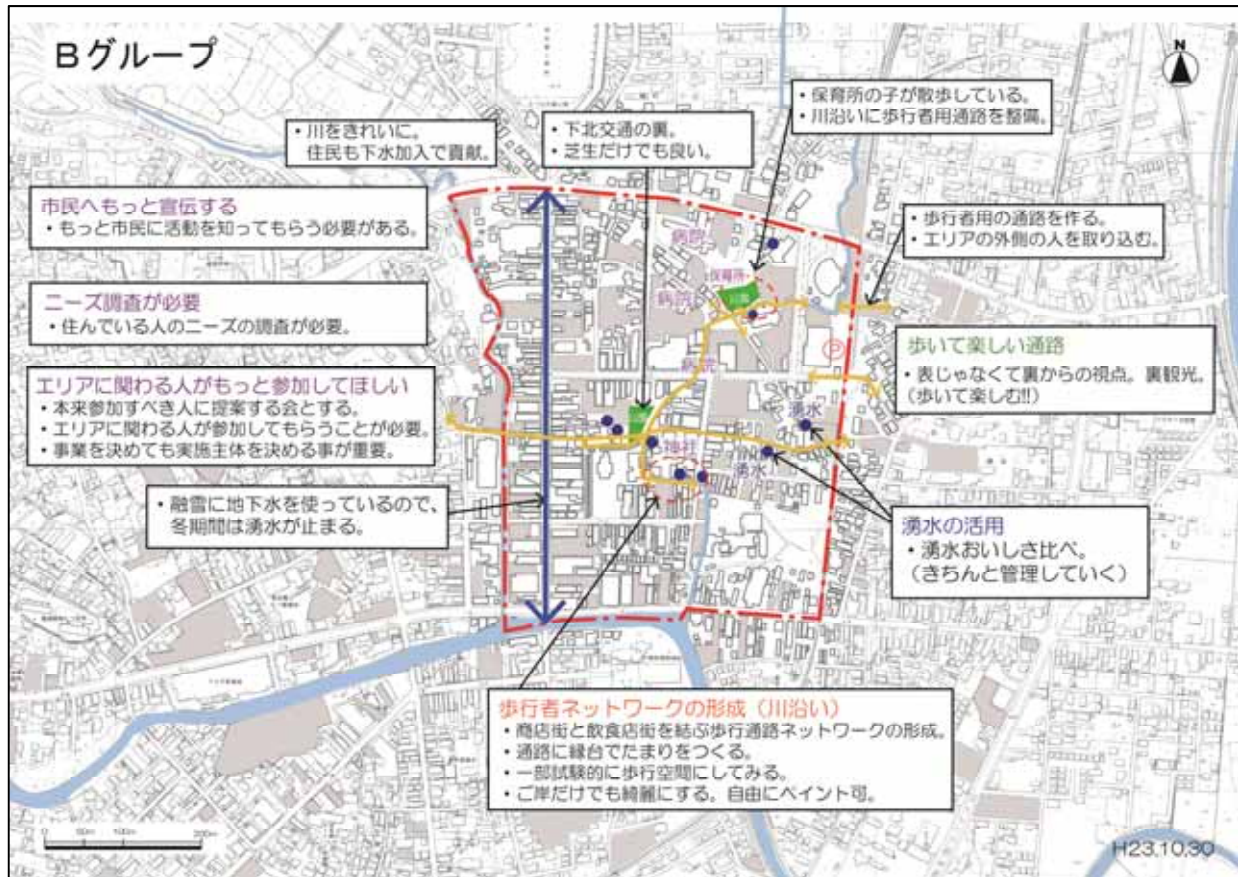 Bグループ
N
・川をきれいに。
住民も下水加入で貢献。
・下北交通の裏。
・芝生だけでも良い。
・保育所の子が散歩している。
・川沿いに歩行者用通路を整備。
市民へもっと宣伝する
・もっと市民に活動を知ってもらう必要がある。
・歩行者用の通路を作る。
・エリアの外側の人を取り込む。
病院
保育所
病院
公園
ニーズ調査が必要
・住んでいる人のニーズの調査が必要。
P
歩いて楽しい通路
・表じゃなくて裏からの視点。裏観光。
（歩いて楽しむ!!）
病院
エリアに関わる人がもっと参加してほしい
・本来参加すべき人に提案する会とする。
・エリアに関わる人が参加してもらうことが必要。
・事業を決めても実施主体を決める事が重要。
湧水
神社
湧水
・融雪に地下水を使っているので、
冬期間は湧水が止まる。
湧水の活用
・湧水おいしさ比べ。
（きちんと管理していく）
歩行者ネットワークの形成（川沿い）
・商店街と飲食店街を結ぶ歩行通路ネットワークの形成。
・通路に縁台でたまりをつくる。
・一部試験的に歩行空間にしてみる。
・ご岸だけでも綺麗にする。自由にペイント可。
0 50m 100m 200m
H23.10.30